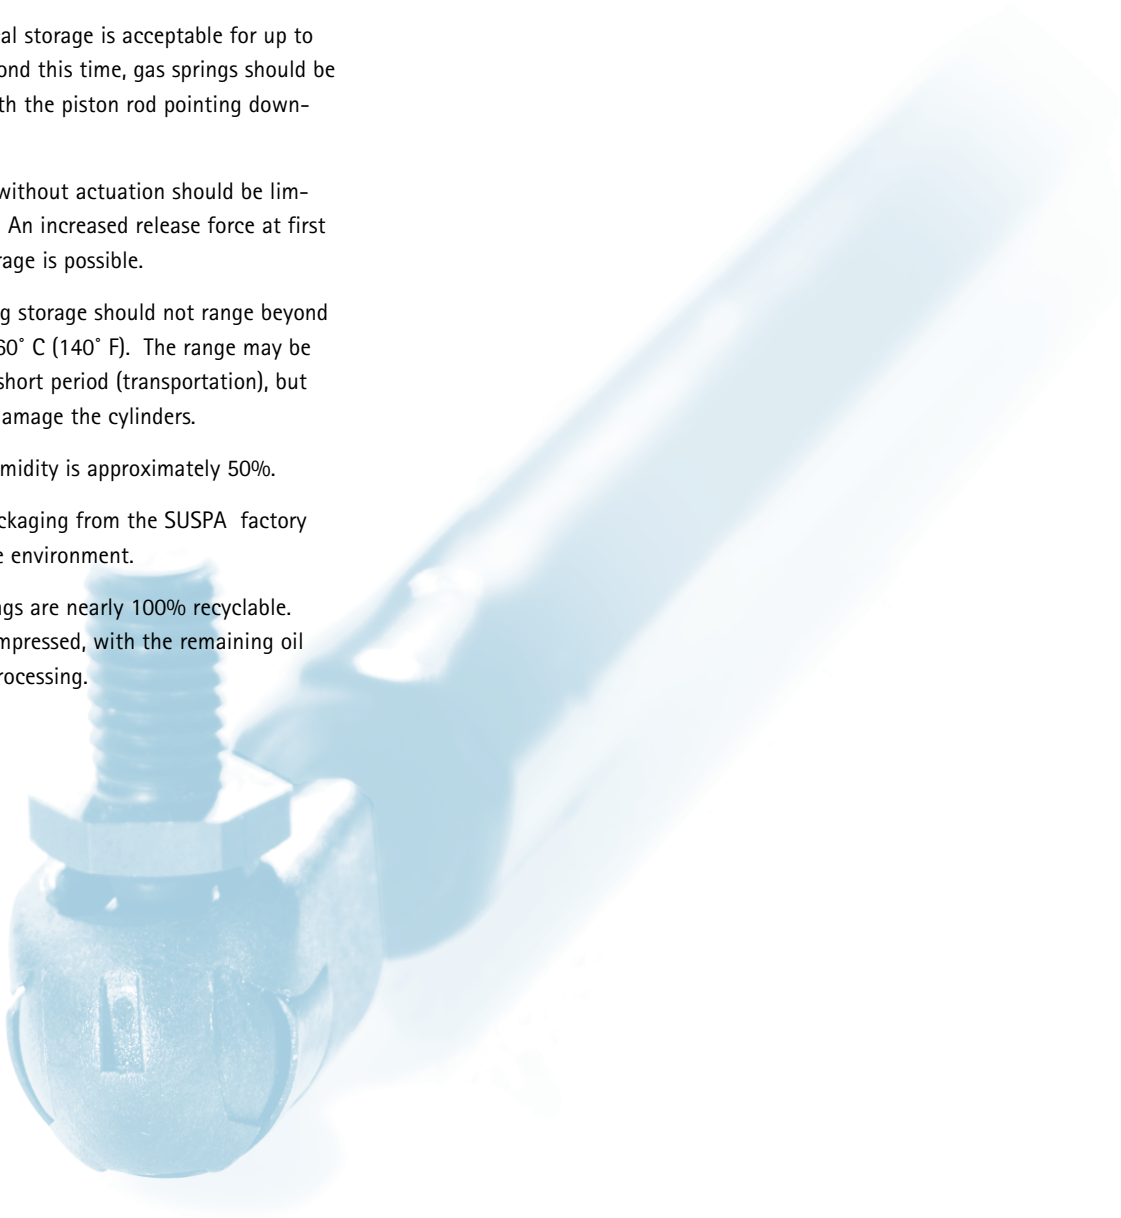 al storage is acceptable for up to
ond this time, gas springs should be
th the piston rod pointing down-
without actuation should be lim-
An increased release force at first
rage is possible.
g storage should not range beyond
60˚ C (140˚ F).  The range may be
short period (transportation), but
amage the cylinders.
midity is approximately 50%.
ckaging from the SUSPA  factory
e environment.
gs are nearly 100% recyclable.
mpressed, with the remaining oil
rocessing.